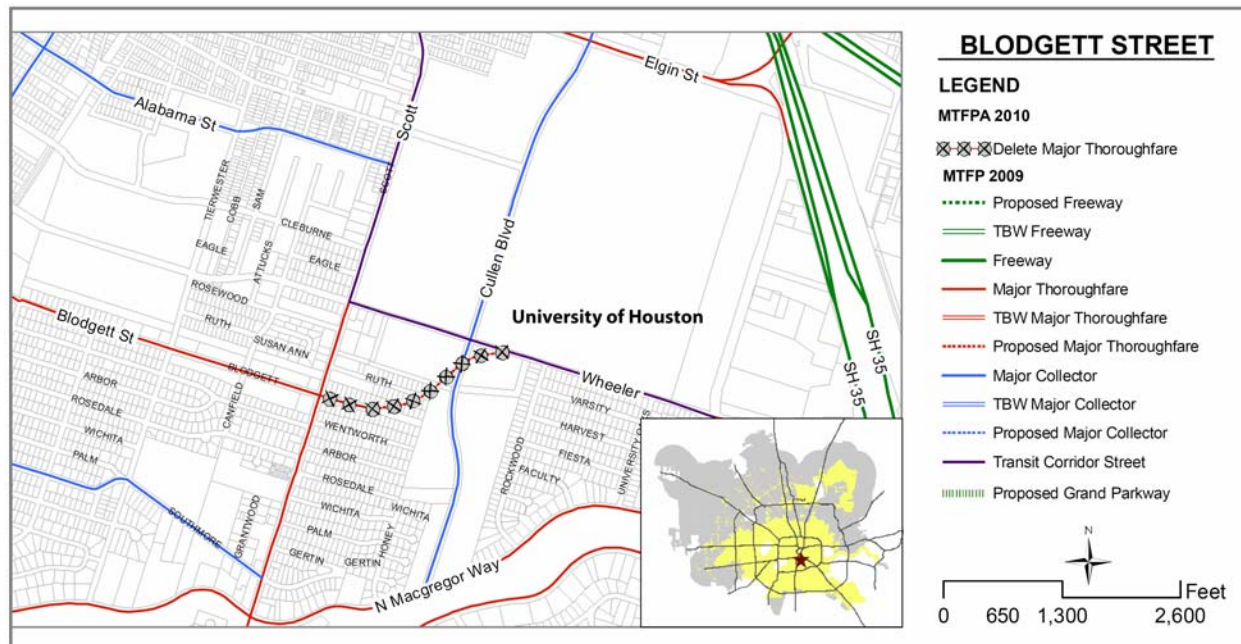 Alabama St
TIERWESTER
COBB
SAM
CLEBURNE
EAGLE
ATTUCKS
EAGLE
ROSEWOOD
RUTH
SUSAN ANN
Scott
SCOTT
Elgin St
Cullen Blvd
University of Houston
Blodgett St
BLODGETT
ARBOR
ROSEDALE
WICHITA
PALM
CANFIELD
SOUTHMORE
GRANTWOOD
RUTH
WENTWORTH
ARBOR
ROSEDALE
WICHITA
WICHITA
PALM
HONEY
GERTIN
GERTIN
N Macgregor Way
Wheeler
VARSITY
HARVEST
FIESTA
FACULTY
ROCKWOOD
SH 35
SH 35
BLODGETT STREET
LEGEND
MTFPA 2010
Delete Major Thoroughfare
MTFP 2009
Proposed Freeway
TBW Freeway
Freeway
Major Thoroughfare
TBW Major Thoroughfare
Proposed Major Thoroughfare
Major Collector
TBW Major Collector
Proposed Major Collector
Transit Corridor Street
Proposed Grand Parkway
N
Feet
0 650 1,300 2,600